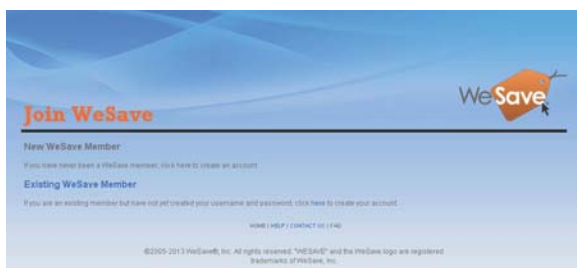 WeSave
Join WeSave
New WeSave Member
If you have never been a WeSave member, click here to create an account
Existing WeSave Member
If you are an existing member but have not yet created your username and password, click here to create your account.
HOME | HELP | CONTACT US | FAQ
©2005-2013 WeSave®, Inc. All rights reserved. "WESAVE" and the WeSave logo are registered
trademarks of WeSave, Inc.